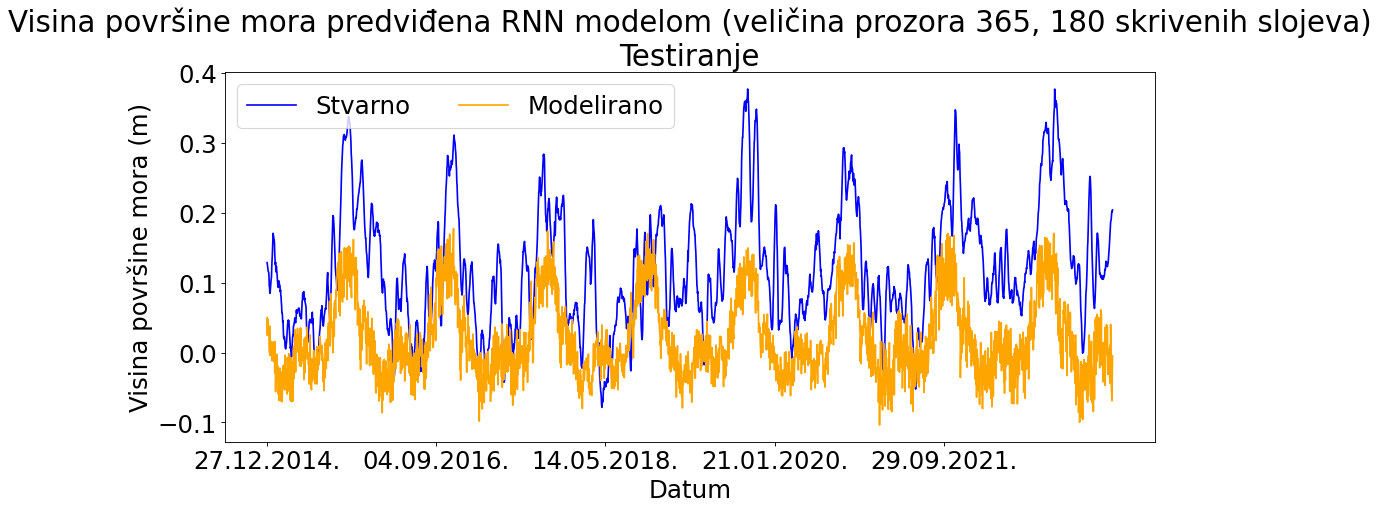 Visina površine mora predviđena RNN modelom (veličina prozora 365, 180 skrivenih slojeva)
Testiranje
Stvarno Modelirano
Visina površine mora (m)
0.4
0.3
0.2
0.1
0.0
−0.1
27.12.2014. 04.09.2016. 14.05.2018. 21.01.2020. 29.09.2021.
Datum